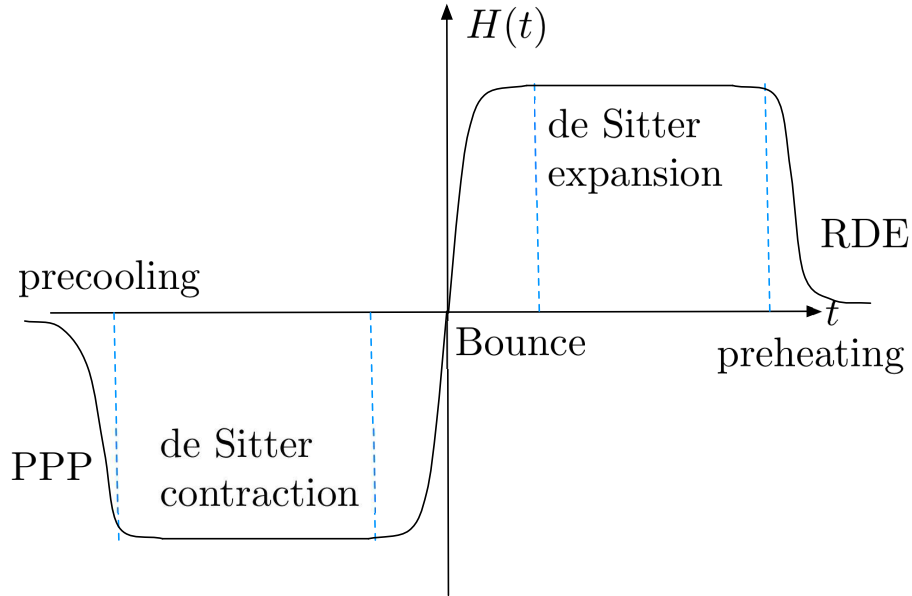 H(t)
de Sitter
expansion
RDE
precooling
t
Bounce
preheating
de Sitter
contraction
PPP